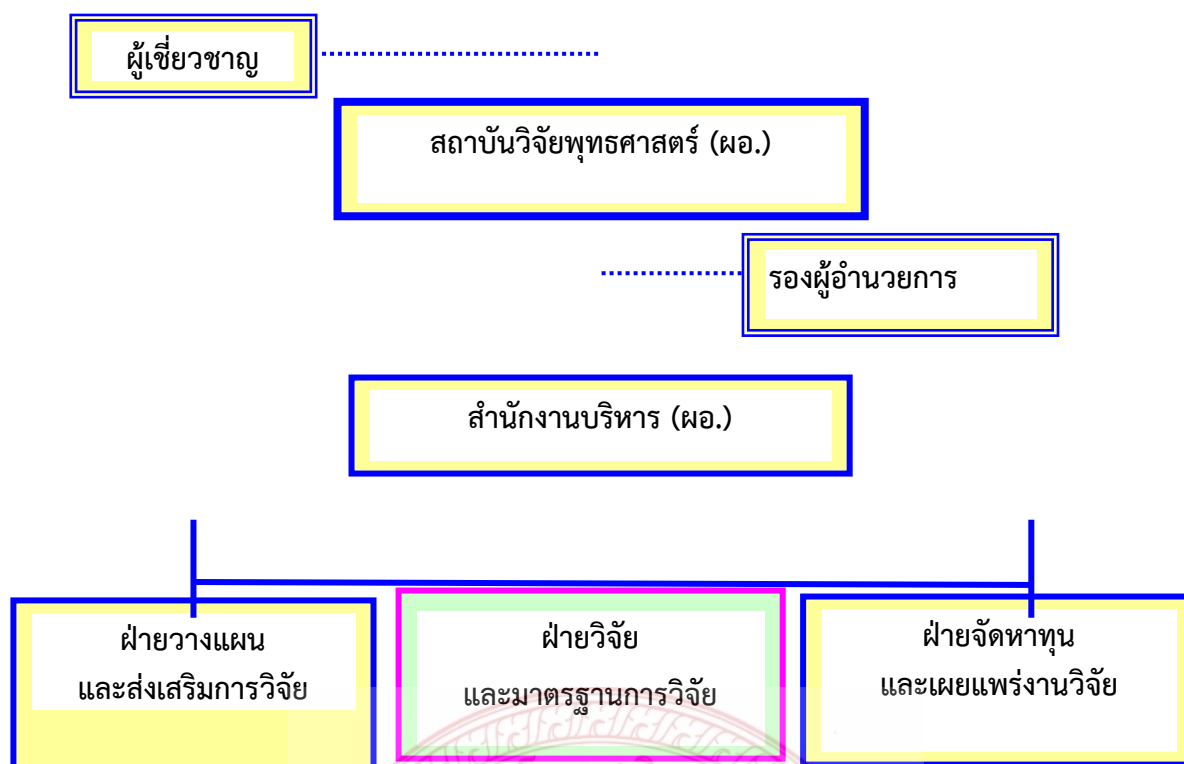 ผู้เชี่ยวชาญ
สถาบันวิจัยพุทธศาสตร์ (ผอ.)
รองผู้อำนวยการ
สำนักงานบริหาร (ผอ.)
ฝ่ายวางแผน
และส่งเสริมการวิจัย
ฝ่ายวิจัย
และมาตรฐานการวิจัย
ฝ่ายจัดหาทุน
และเผยแพร่งานวิจัย